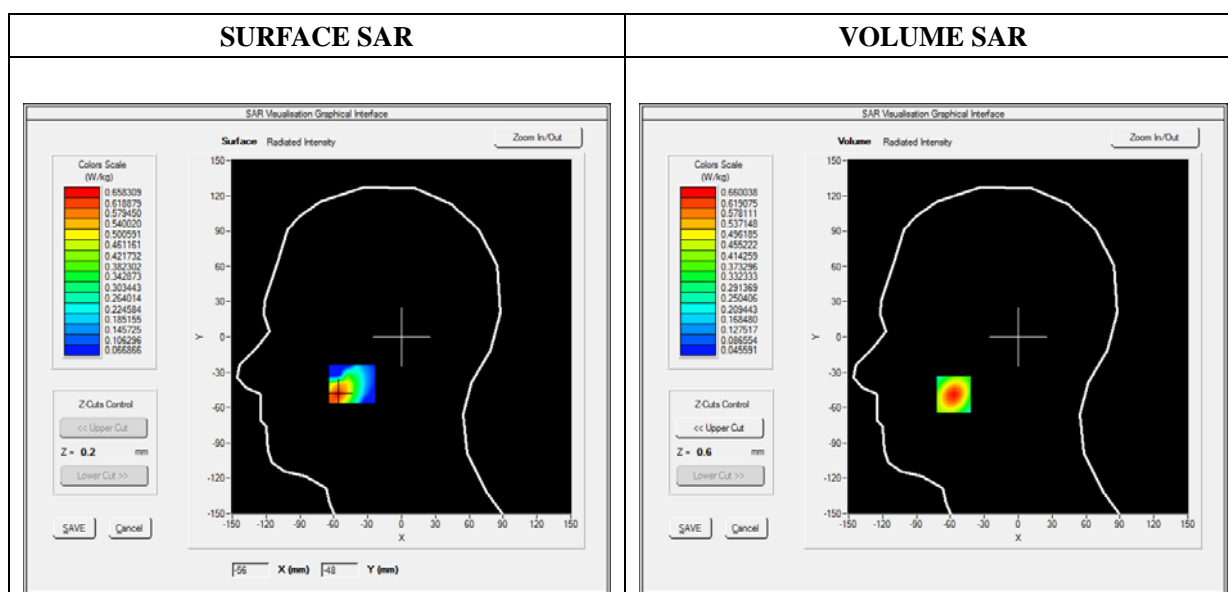 SURFACE SAR
VOLUME SAR
SAR Visualisation Graphical Interface
Surface Radiated Intensity
Zoom In/Out
Colors Scale
(W/kg)
0.658309
0.618879
0.579450
0.540020
0.500591
0.461161
0.421732
0.382302
0.342873
0.303443
0.264014
0.224584
0.185155
0.145725
0.106296
0.066866
Z-Cuts Control
<< Upper Cut
Z = 0.2 mm
Lower Cut >>
SAVE Cancel
150
120
90
60
30
0
-30
-60
-90
-120
-150
Y
-150 -120 -90 -60 -30 0 30 60 90 120 150
X
-56 X (mm) -48 Y (mm)
SAR Visualisation Graphical Interface
Volume Radiated Intensity
Zoom In/Out
Colors Scale
(W/kg)
0.660038
0.619075
0.578111
0.537148
0.496185
0.455222
0.414259
0.373296
0.332333
0.291369
0.250406
0.209443
0.168480
0.127517
0.086554
0.045591
Z-Cuts Control
<< Upper Cut
Z = 0.6 mm
Lower Cut >>
SAVE Cancel
150
120
90
60
30
0
-30
-60
-90
-120
-150
Y
-150 -120 -90 -60 -30 0 30 60 90 120 150
X